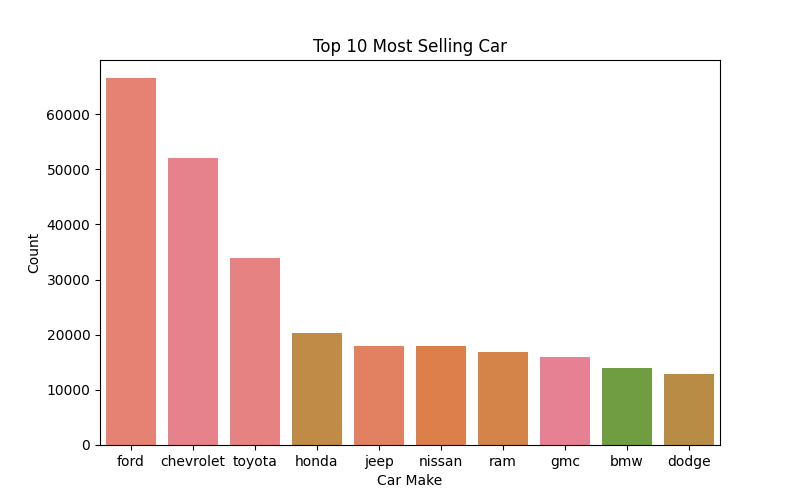 Top 10 Most Selling Car
60000
50000
40000
30000
20000
10000
0
Count
ford chevrolet toyota honda jeep nissan ram gmc bmw dodge
Car Make